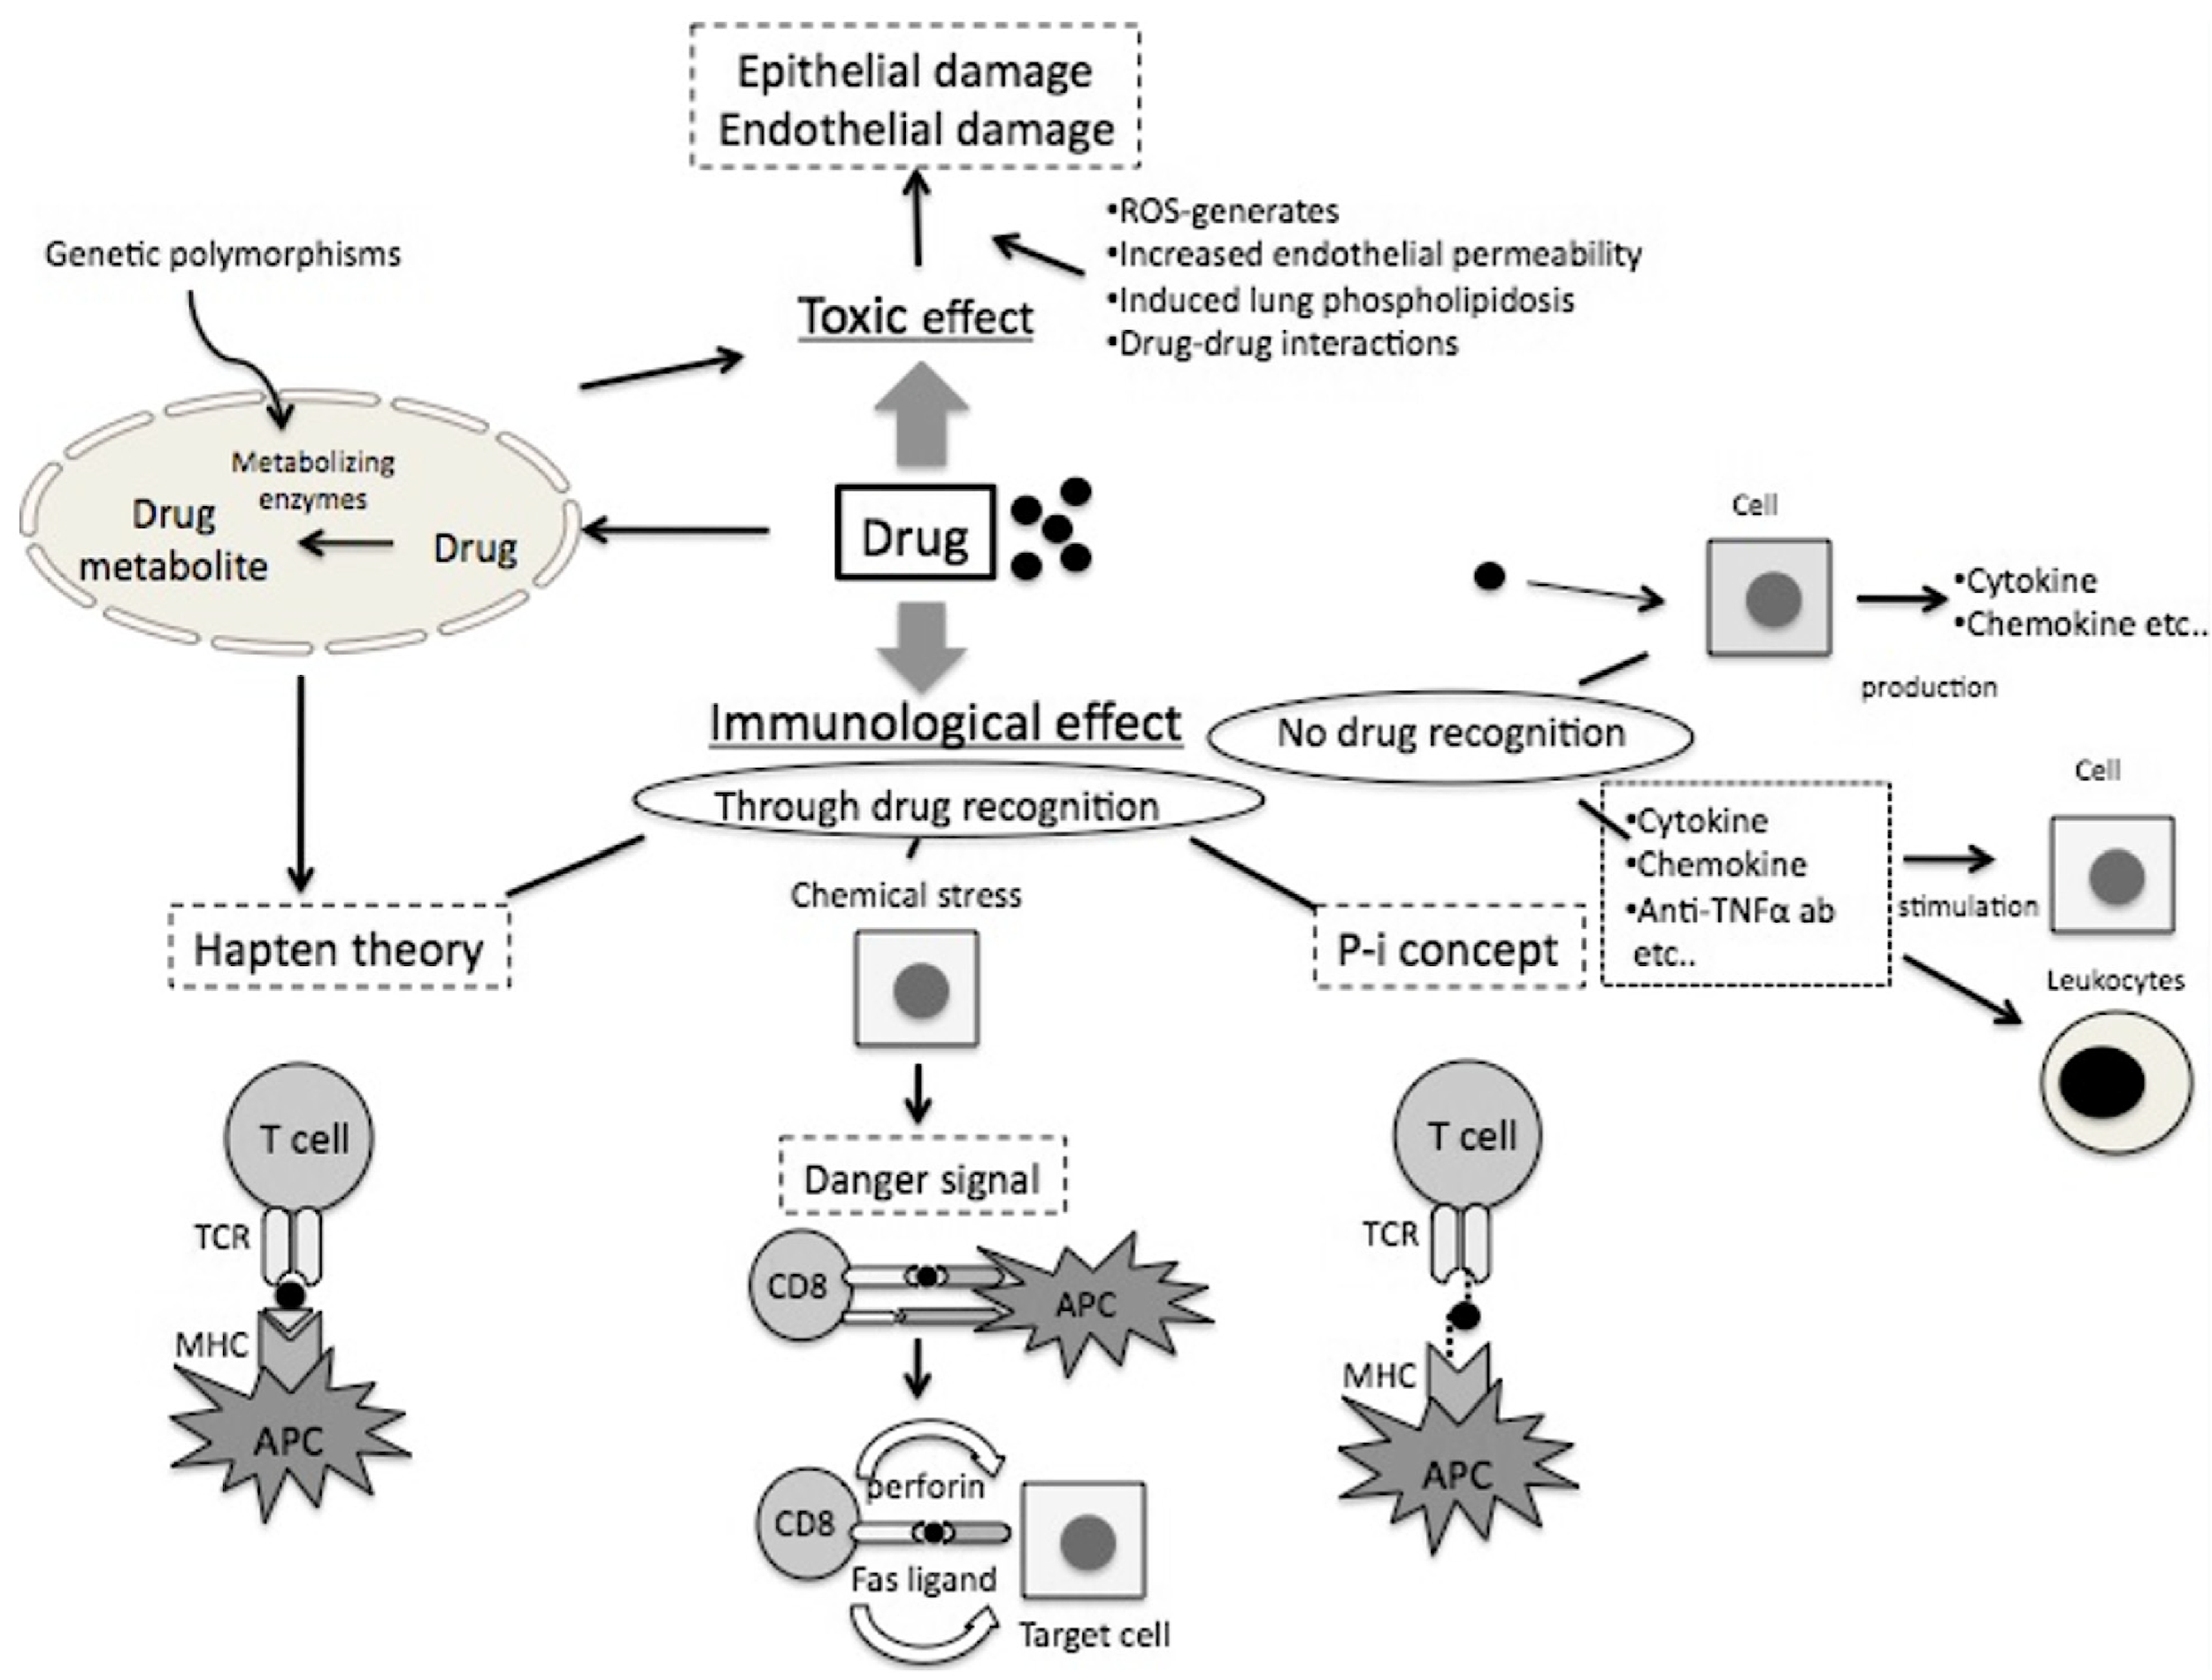 Epithelial damage
Endothelial damage
•ROS-generates
•Increased endothelial permeability
•Induced lung phospholipidosis
•Drug-drug interactions
Genetic polymorphisms
Toxic effect
Metabolizing
enzymes
Drug
metabolite
Drug
Drug
Cell
•Cytokine
•Chemokine etc..
production
Immunological effect
No drug recognition
Through drug recognition
Cell
•Cytokine
•Chemokine
•Anti-TNFα ab
etc..
stimulation
Leukocytes
Hapten theory
Chemical stress
P-i concept
Danger signal
T cell
TCR
MHC
APC
CD8
APC
perforin
CD8
Fas ligand
Target cell
T cell
TCR
MHC
APC